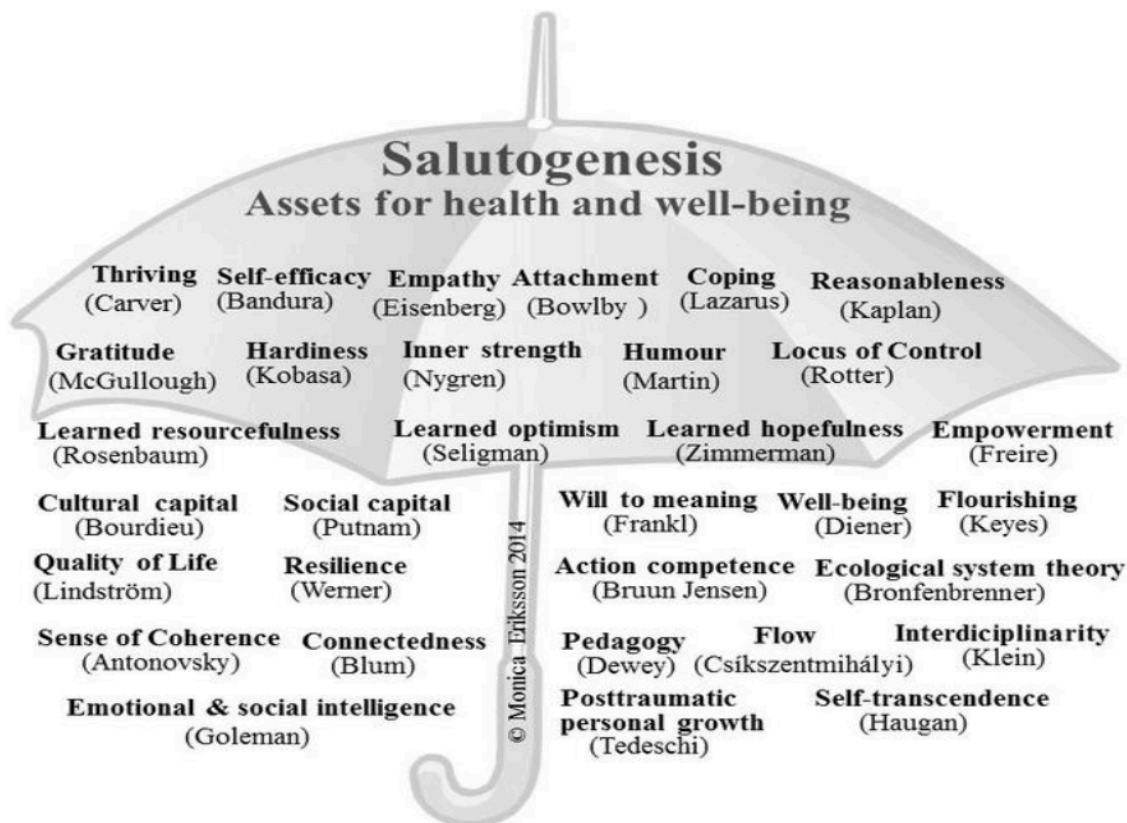 Salutogenesis
Assets for health and well-being
Thriving Self-efficacy Empathy Attachment Coping Reasonableness
(Carver) (Bandura) (Eisenberg) (Bowlby ) (Lazarus) (Kaplan)
Gratitude Hardiness Inner strength Humour Locus of Control
(McGullough) (Kobasa) (Nygren) (Martin) (Rotter)
Learned resourcefulness Learned optimism Learned hopefulness Empowerment
(Rosenbaum) (Seligman) (Zimmerman) (Freire)
Cultural capital Social capital Will to meaning Well-being Flourishing
(Bourdieu) (Putnam) (Frankl) (Diener) (Keyes)
Quality of Life Resilience Action competence Ecological system theory
(Lindström) (Werner) (Bruun Jensen) (Bronfenbrenner)
Sense of Coherence Connectedness Pedagogy Flow Interdiciplinarity
(Antonovsky) (Blum) (Dewey) (Csíkszentmihályi) (Klein)
Emotional & social intelligence Posttraumatic Self-transcendence
(Goleman) personal growth (Haugan)
(Tedeschi)
© Monica Eriksson 2014